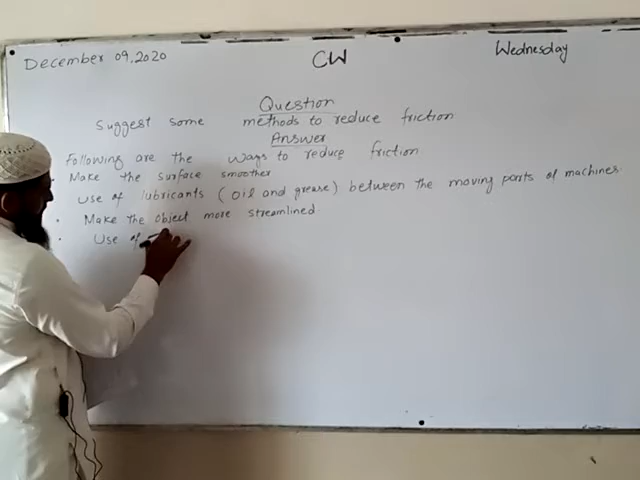 December 09, 2020 CW Wednesday
Question
Suggest some methods to reduce friction
Answer
Following are the ways to reduce friction
Make the surface smoother
Use of lubricants (oil and grease) between the moving parts of machines.
· Make the object more streamlined.
· Use of